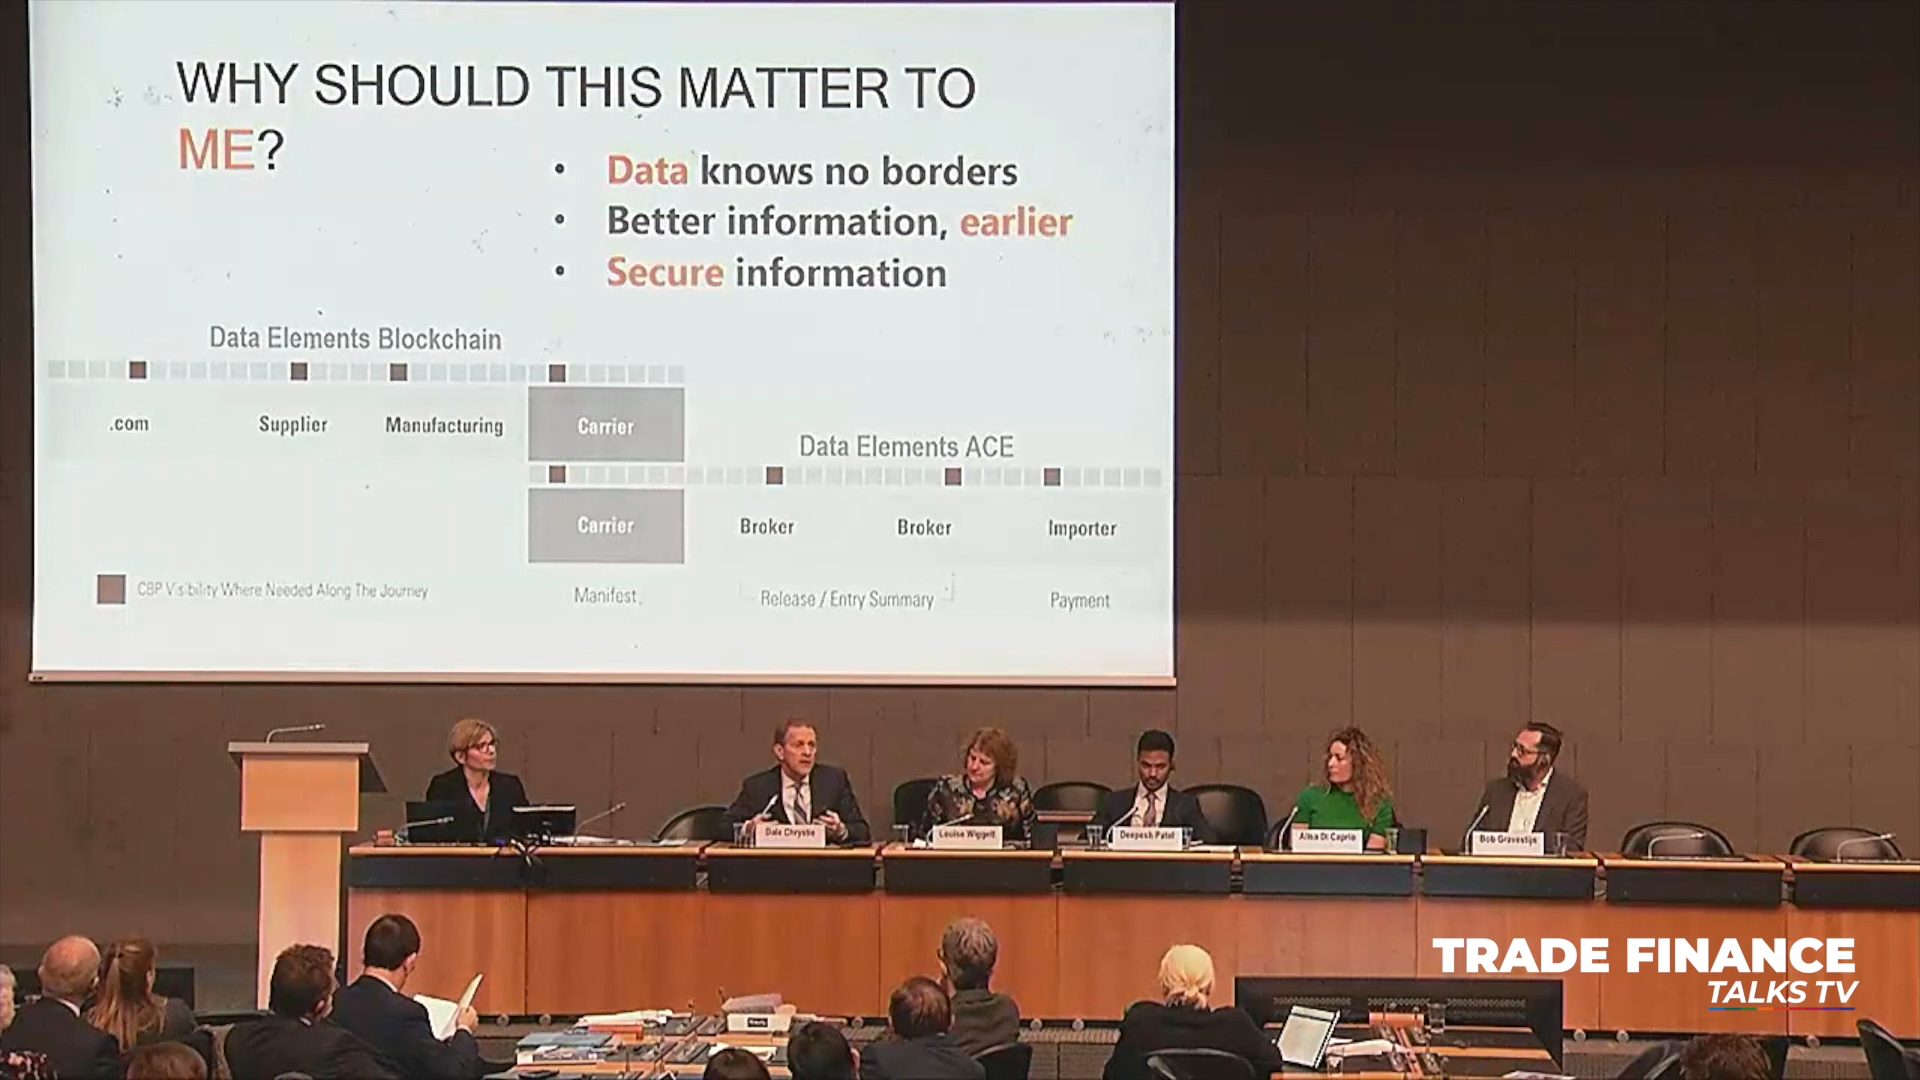 WHY SHOULD THIS MATTER TO
ME?
• Data knows no borders
• Better information, earlier
• Secure information
Data Elements Blockchain
.com
Supplier
Manufacturing
Carrier
Data Elements ACE
Carrier
Broker
Broker
Importer
CBP Visibility Where Needed Along The Journey
Manifest
Release / Entry Summary
Payment
Dale Chrystie
Louise Wiggett
Deepesh Patel
Alisa Di Caprio
Bob Gravestijn
TRADE FINANCE
TALKS TV